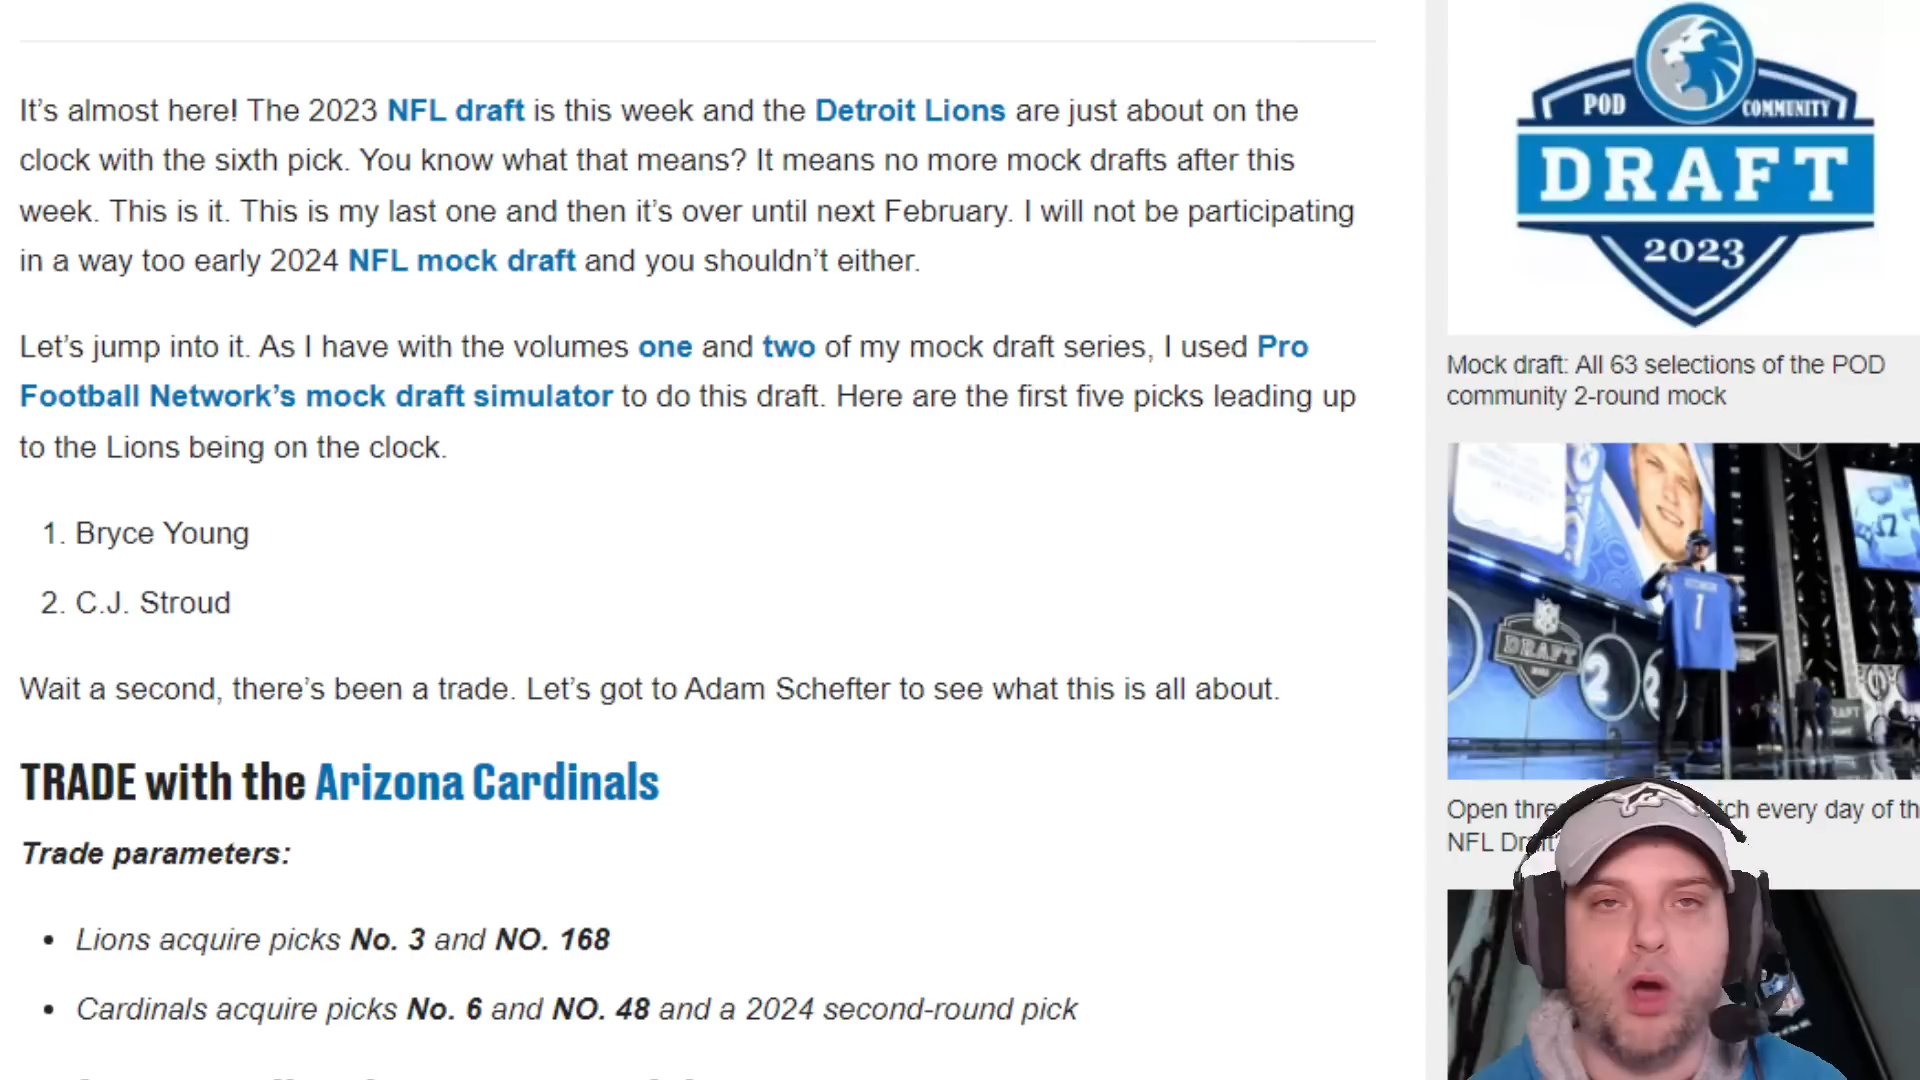 It’s almost here! The 2023 NFL draft is this week and the Detroit Lions are just about on the
clock with the sixth pick. You know what that means? It means no more mock drafts after this
week. This is it. This is my last one and then it’s over until next February. I will not be participating
in a way too early 2024 NFL mock draft and you shouldn’t either.
Let’s jump into it. As I have with the volumes one and two of my mock draft series, I used Pro
Football Network’s mock draft simulator to do this draft. Here are the first five picks leading up
to the Lions being on the clock.
1. Bryce Young
2. C.J. Stroud
Wait a second, there’s been a trade. Let’s got to Adam Schefter to see what this is all about.
TRADE with the Arizona Cardinals
Trade parameters:
• Lions acquire picks No. 3 and NO. 168
• Cardinals acquire picks No. 6 and NO. 48 and a 2024 second-round pick
POD COMMUNITY
DRAFT
2023
Mock draft: All 63 selections of the POD
community 2-round mock
DRAFT
2
1
17
Open every day of
NFL